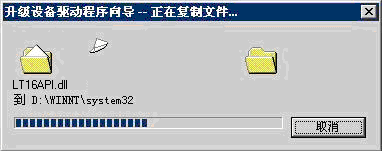 升级设备驱动程序向导 -- 正在复制文件...
LT16API.dll
到 D:\WINNT\system32
取消